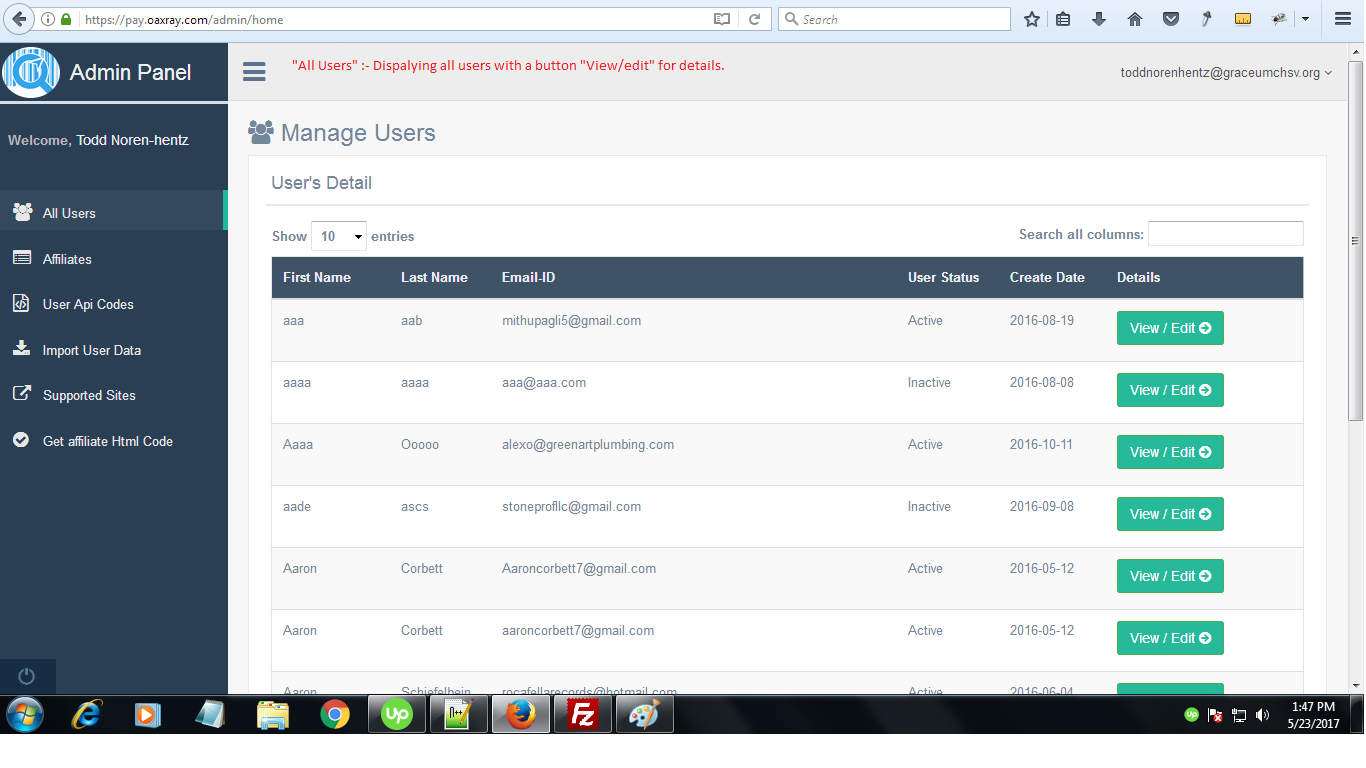 https://pay.oaxray.com/admin/home
Search
Admin Panel
"All Users" :- Dispalying all users with a button "View/edit" for details.
toddnorenhentz@graceumchsv.org
Welcome, Todd Noren-hentz
All Users
Affiliates
User Api Codes
Import User Data
Supported Sites
Get affiliate Html Code
Manage Users
User's Detail
Show 10 entries
Search all columns:
First Name Last Name Email-ID User Status Create Date Details
aaa aab mithupagli5@gmail.com Active 2016-08-19 View / Edit
aaaa aaaa aaa@aaa.com Inactive 2016-08-08 View / Edit
Aaaa Ooooo alexo@greenartplumbing.com Active 2016-10-11 View / Edit
aade ascs stoneprofllc@gmail.com Inactive 2016-09-08 View / Edit
Aaron Corbett Aaroncorbett7@gmail.com Active 2016-05-12 View / Edit
Aaron Corbett aaroncorbett7@gmail.com Active 2016-05-12 View / Edit
Aaron Schiefelbein rocafellarecords@hotmail.com Active 2016-06-04
up
N++
FZ
up
1:47 PM
5/23/2017